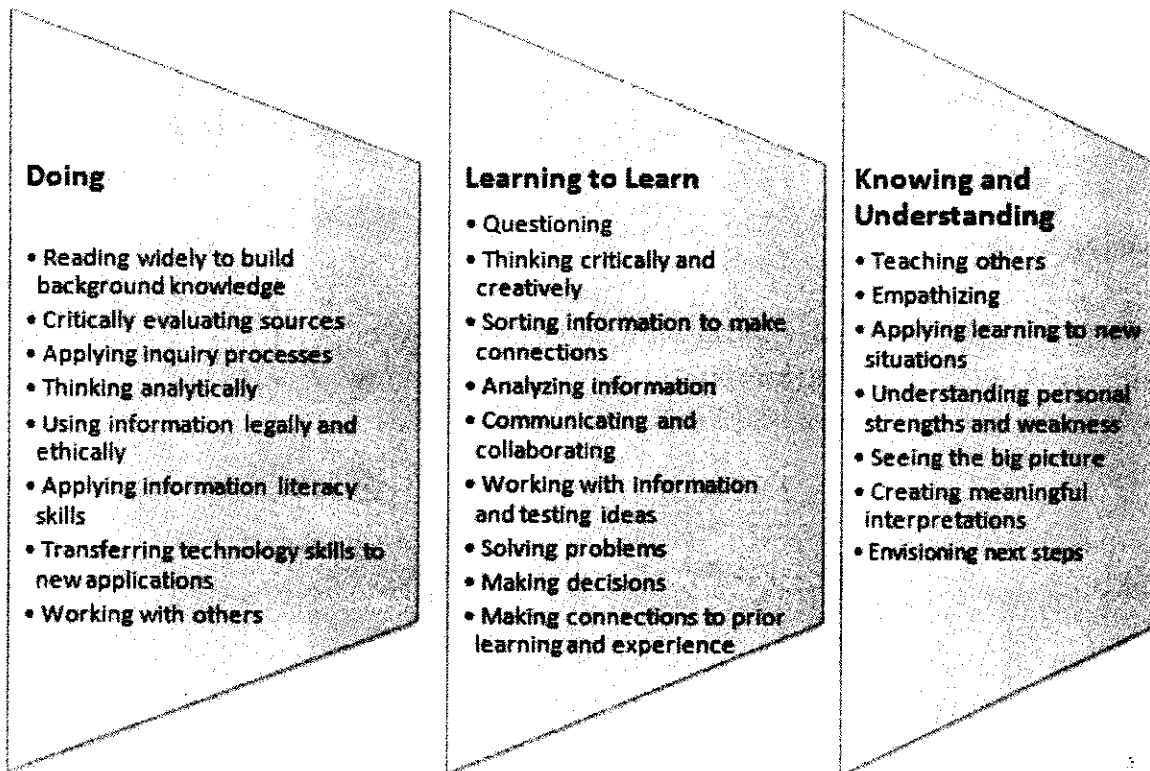 Doing
• Reading widely to build
background knowledge
• Critically evaluating sources
• Applying inquiry processes
• Thinking analytically
• Using information legally and
ethically
• Applying information literacy
skills
• Transferring technology skills to
new applications
• Working with others
Learning to Learn
• Questioning
• Thinking critically and
creatively
• Sorting information to make
connections
• Analyzing information
• Communicating and
collaborating
• Working with information
and testing ideas
• Solving problems
• Making decisions
• Making connections to prior
learning and experience
Knowing and
Understanding
• Teaching others
• Empathizing
• Applying learning to new
situations
• Understanding personal
strengths and weakness
• Seeing the big picture
• Creating meaningful
interpretations
• Envisioning next steps